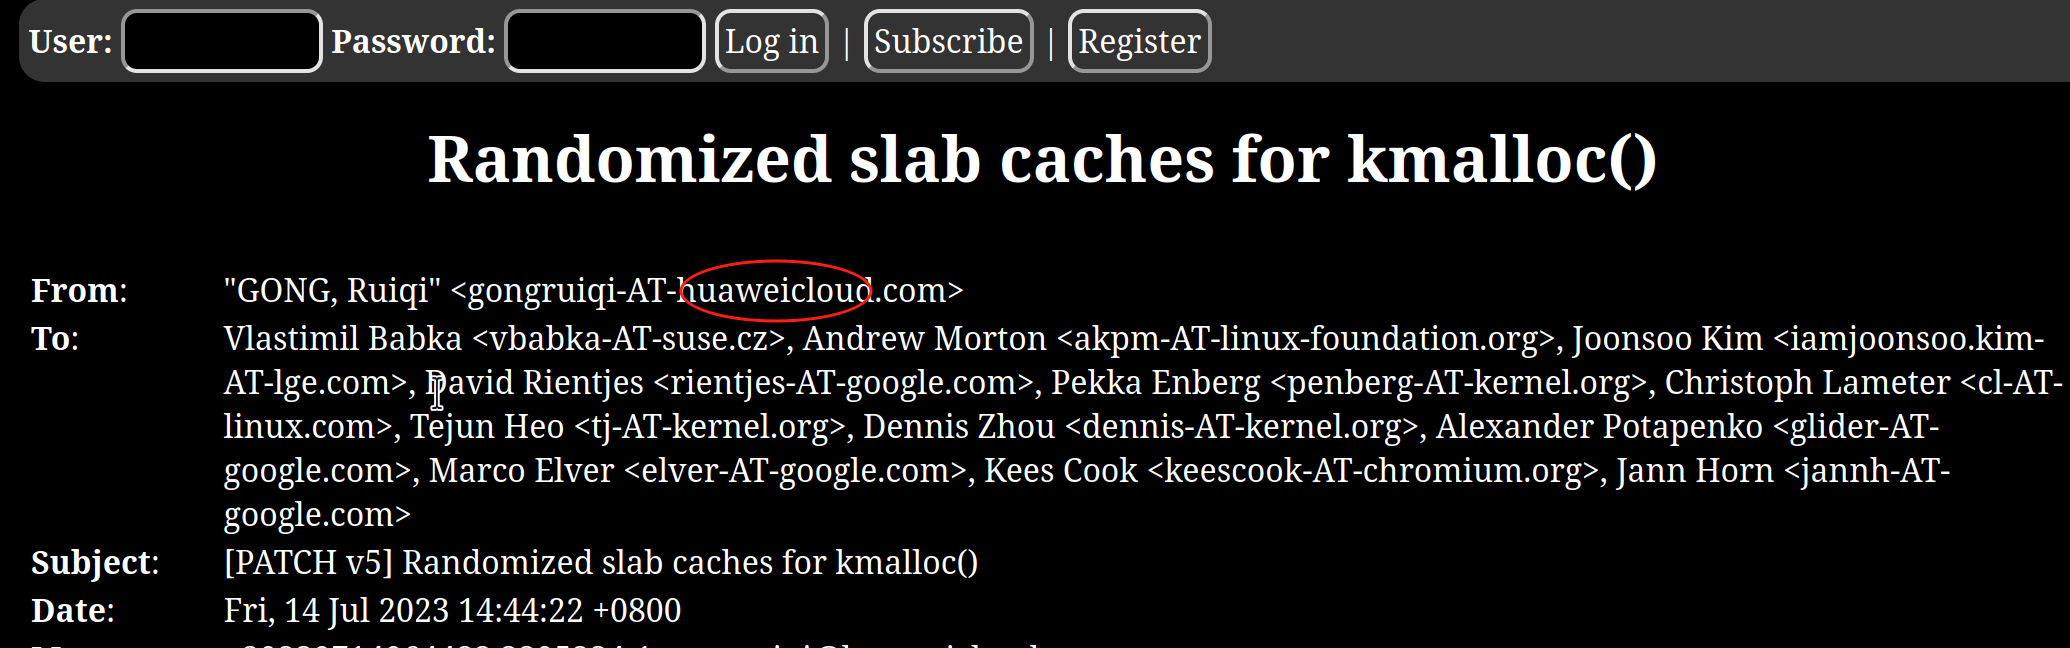 User: Password: Log in | Subscribe | Register
Randomized slab caches for kmalloc()
From: "GONG, Ruiqi" <gongruiqi-AT-huaweicloud.com>
To: Vlastimil Babka <vbabka-AT-suse.cz>, Andrew Morton <akpm-AT-linux-foundation.org>, Joonsoo Kim <iamjoonsoo.kim-
AT-lge.com>, David Rientjes <rientjes-AT-google.com>, Pekka Enberg <penberg-AT-kernel.org>, Christoph Lameter <cl-AT-
linux.com>, Tejun Heo <tj-AT-kernel.org>, Dennis Zhou <dennis-AT-kernel.org>, Alexander Potapenko <glider-AT-
google.com>, Marco Elver <elver-AT-google.com>, Kees Cook <keescook-AT-chromium.org>, Jann Horn <jannh-AT-
google.com>
Subject: [PATCH v5] Randomized slab caches for kmalloc()
Date: Fri, 14 Jul 2023 14:44:22 +0800